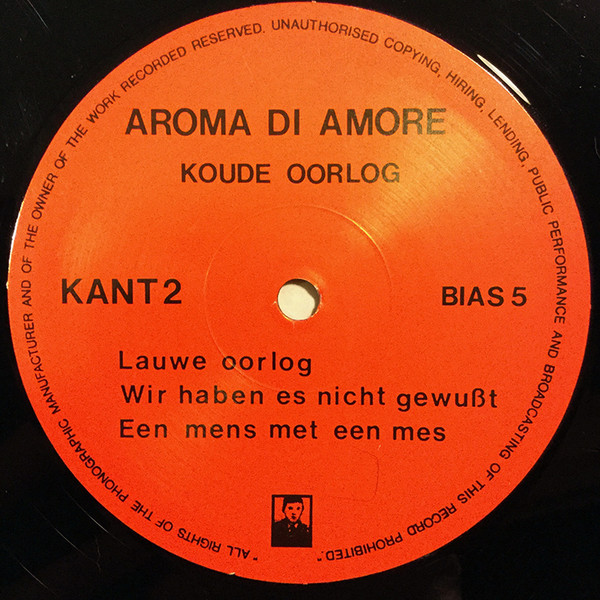 "ALL RIGHTS OF THE PHONOGRAPHIC MANUFACTURER AND OF THE OWNER OF THE WORK RECORDED RESERVED. UNAUTHORISED COPYING, HIRING, LENDING, PUBLIC PERFORMANCE AND BROADCASTING OF THIS RECORD PROHIBITED."
AROMA DI AMORE
KOUDE OORLOG
KANT 2
BIAS 5
Lauwe oorlog
Wir haben es nicht gewußt
Een mens met een mes